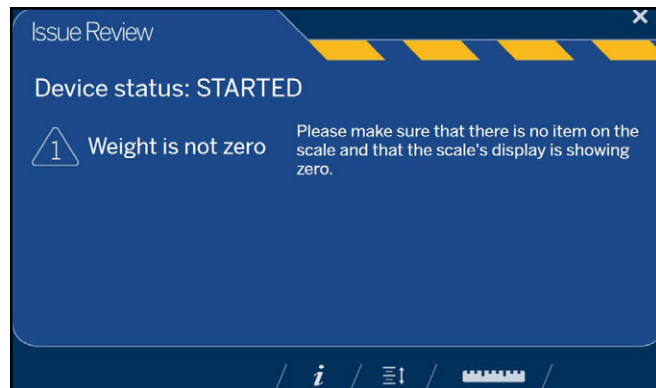 Issue Review
Device status: STARTED
1 Weight is not zero
Please make sure that there is no item on the
scale and that the scale's display is showing
zero.
i